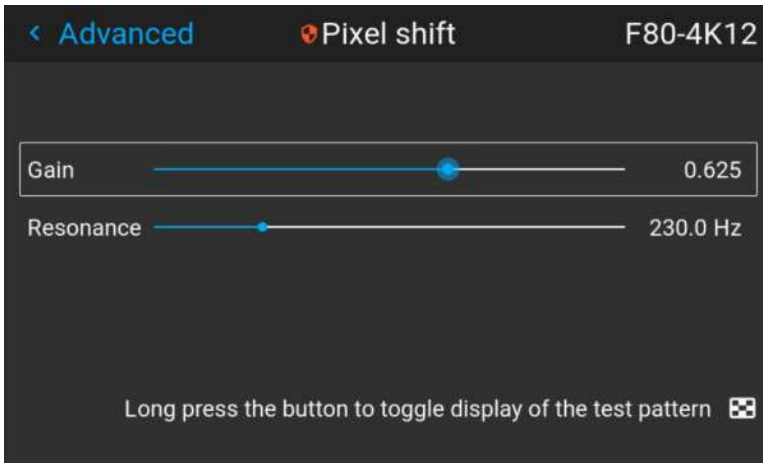 < Advanced Pixel shift F80-4K12
Gain 0.625
Resonance 230.0 Hz
Long press the button to toggle display of the test pattern